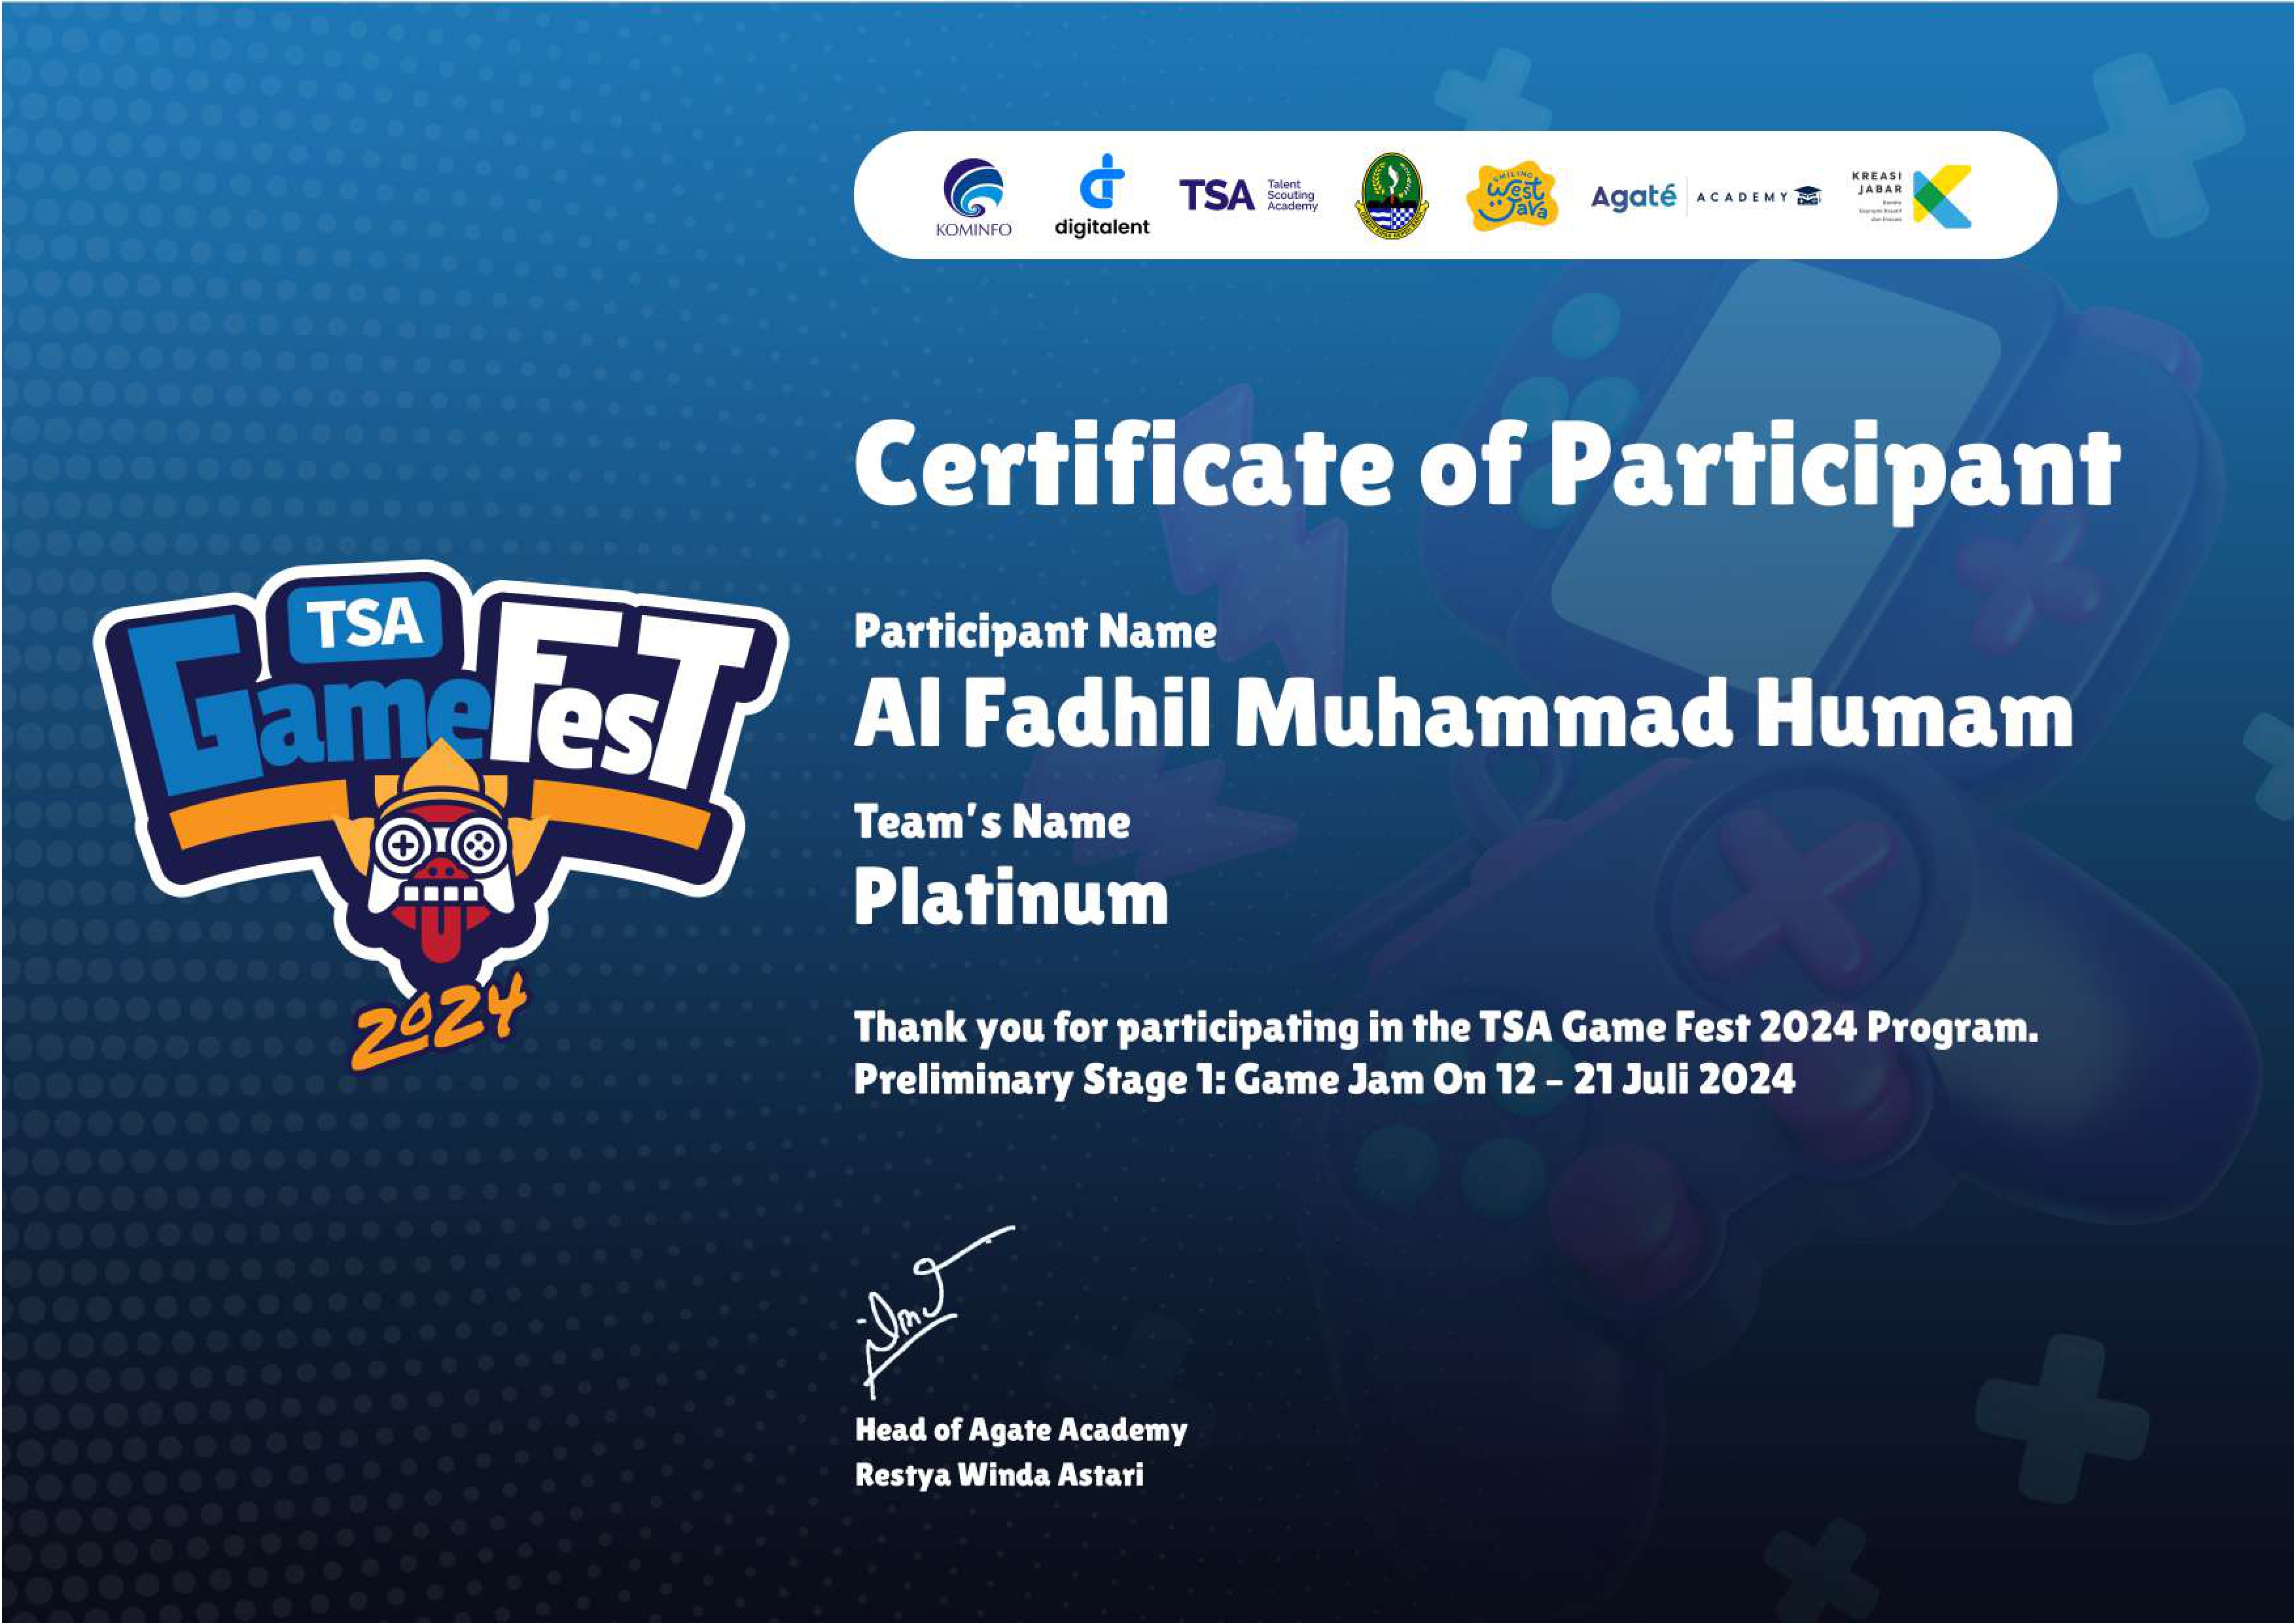 KOMINFO
digitalent
TSA Talent Scouting Academy
SMILING West Java
Agaté ACADEMY
KREASI JABAR
Certificate of Participant
TSA
GameFest
2024
Participant Name
Al Fadhil Muhammad Humam
Team's Name
Platinum
Thank you for participating in the TSA Game Fest 2024 Program.
Preliminary Stage 1: Game Jam On 12 – 21 Juli 2024
Head of Agate Academy
Restya Winda Astari